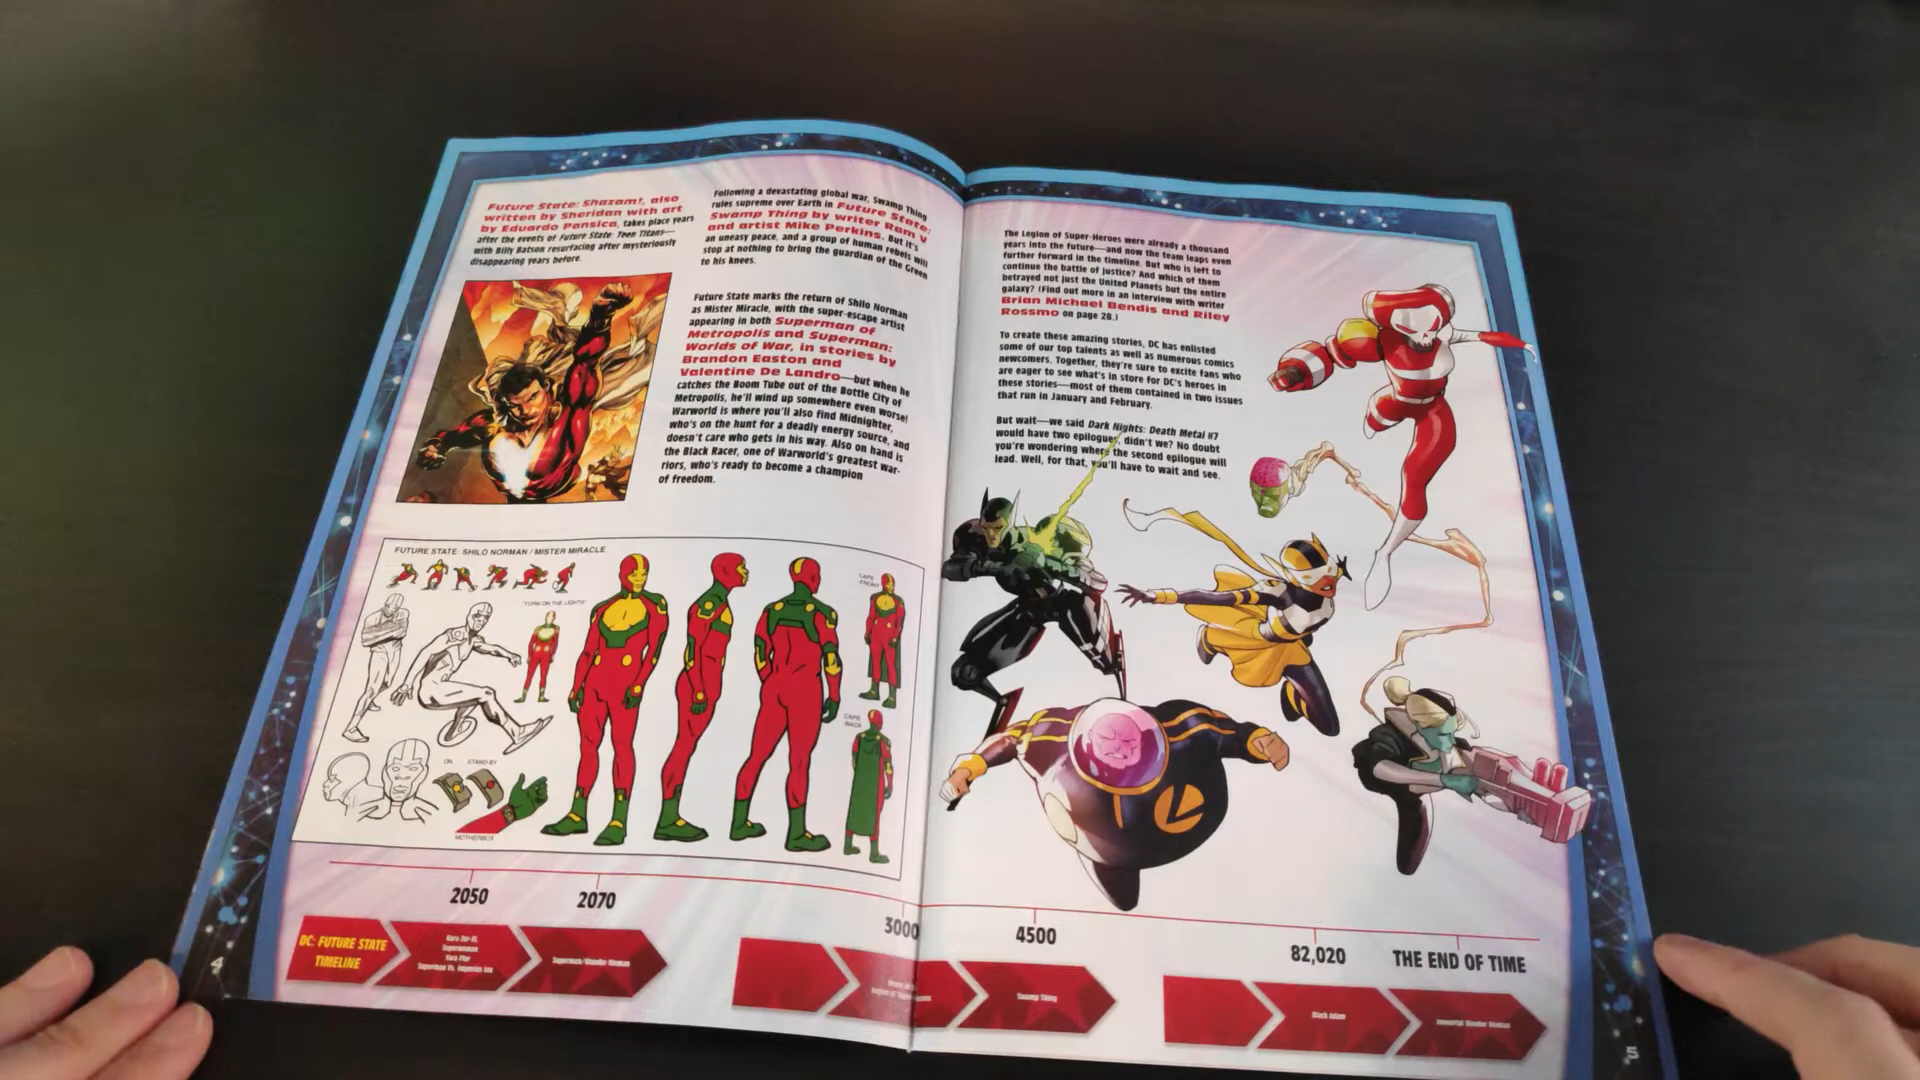 Future State: Shazam!, also
written by Sheridan with art
by Eduardo Pansica, takes place years
after the events of Future State: Teen Titans—
with Billy Batson resurfacing after mysteriously
disappearing years before.
Following a devastating global war, Swamp Thing
rules supreme over Earth in Future State:
Swamp Thing by writer Ram V
and artist Mike Perkins. But it's
an uneasy peace, and a group of human rebels will
stop at nothing to bring the guardian of the Green
to his knees.
Future State marks the return of Shilo Norman
as Mister Miracle, with the super-escape artist
appearing in both Superman of
Metropolis and Superman:
Worlds of War, in stories by
Brandon Easton and
Valentine De Landro—but when he
catches the Boom Tube out of the Bottle City of
Metropolis, he'll wind up somewhere even worse!
Warworld is where you'll also find Midnighter,
who's on the hunt for a deadly energy source, and
doesn't care who gets in his way. Also on hand is
the Black Racer, one of Warworld's greatest war-
riors, who's ready to become a champion
of freedom.
FUTURE STATE: SHILO NORMAN / MISTER MIRACLE
"TURN ON THE LIGHTS"
CAPE
-FRONT
CAPE
-BACK
ON STAND-BY
MOTHERBOX
The Legion of Super-Heroes were already a thousand
years into the future—and now the team leaps even
further forward in the timeline. But who is left to
continue the battle of justice? And which of them
betrayed not just the United Planets but the entire
galaxy? (Find out more in an interview with writer
Brian Michael Bendis and Riley
Rossmo on page 28.)
To create these amazing stories, DC has enlisted
some of our top talents as well as numerous comics
newcomers. Together, they're sure to excite fans who
are eager to see what's in store for DC's heroes in
these stories—most of them contained in two issues
that run in January and February.
But wait—we said Dark Nights: Death Metal #7
would have two epilogues, didn't we? No doubt
you're wondering where the second epilogue will
lead. Well, for that, you'll have to wait and see.
2050
2070
3000
4500
82,020
THE END OF TIME
DC: FUTURE STATE
TIMELINE
Kara Zor-El,
Superwoman
Yara Flor
Superman Vs. Imperius Lex
Superman/Wonder Woman
Swamp Thing
Black Adam
Immortal Wonder Woman
4
5